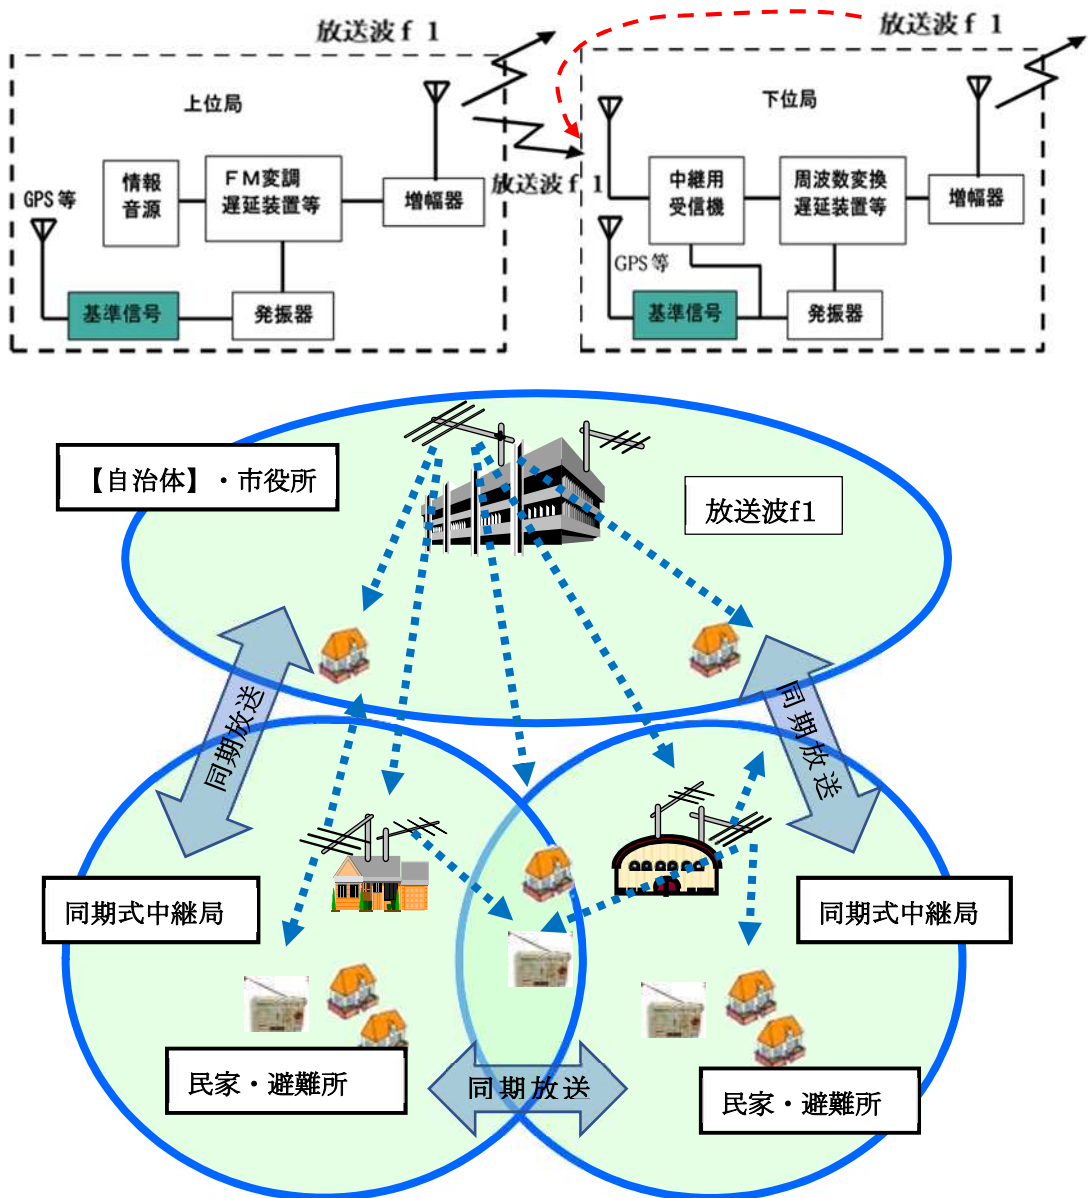 放送波ｆ１
放送波ｆ１
上位局
下位局
GPS等
情報
音源
ＦＭ変調
遅延装置等
増幅器
放送波ｆ１
中継用
受信機
周波数変換
遅延装置等
増幅器
GPS等
基準信号
発振器
基準信号
発振器
【自治体】・市役所
放送波f1
同期放送
同期放送
同期式中継局
同期式中継局
民家・避難所
同期放送
民家・避難所